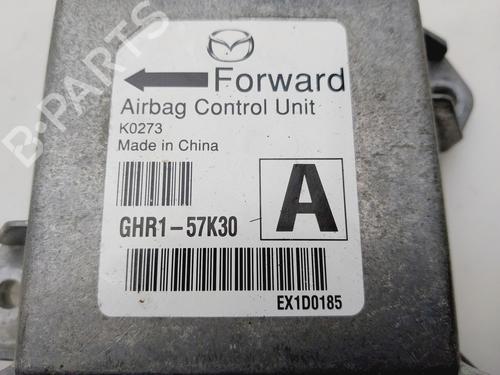 Forward
Airbag Control Unit
K0273
Made in China
GHR1-57K30
A
EX1D0185
B-PARTS